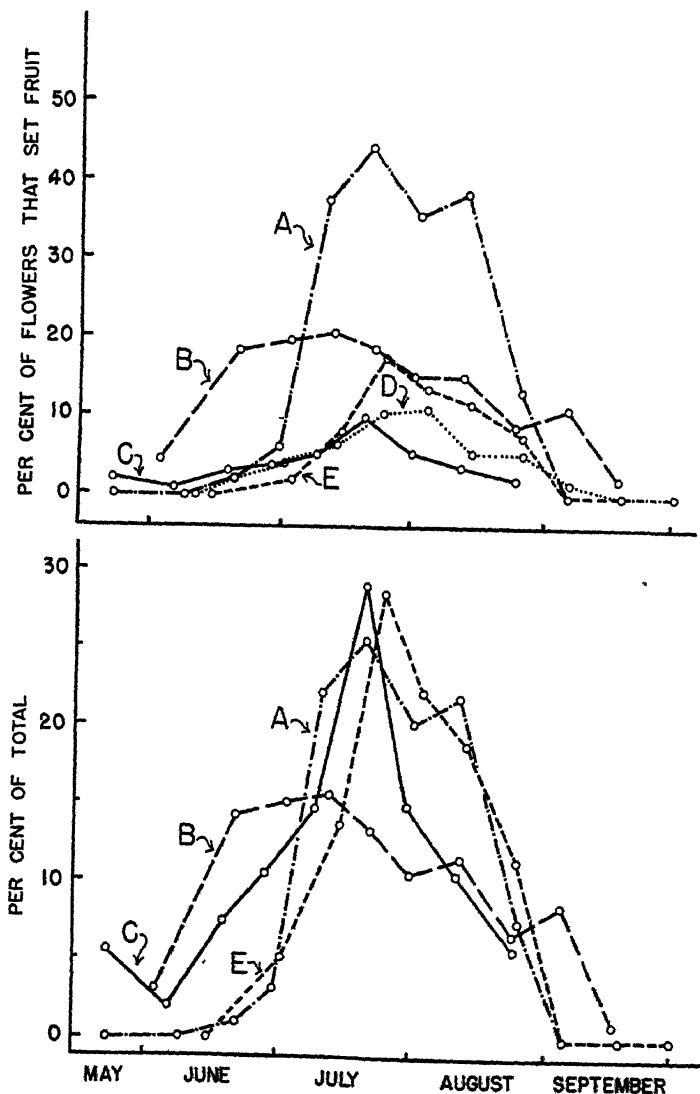 PER CENT OF FLOWERS THAT SET FRUIT
50
40
30
20
10
0
A
B
C
D
E
PER CENT OF TOTAL
30
20
10
0
A
B
C
E
MAY JUNE JULY AUGUST SEPTEMBER